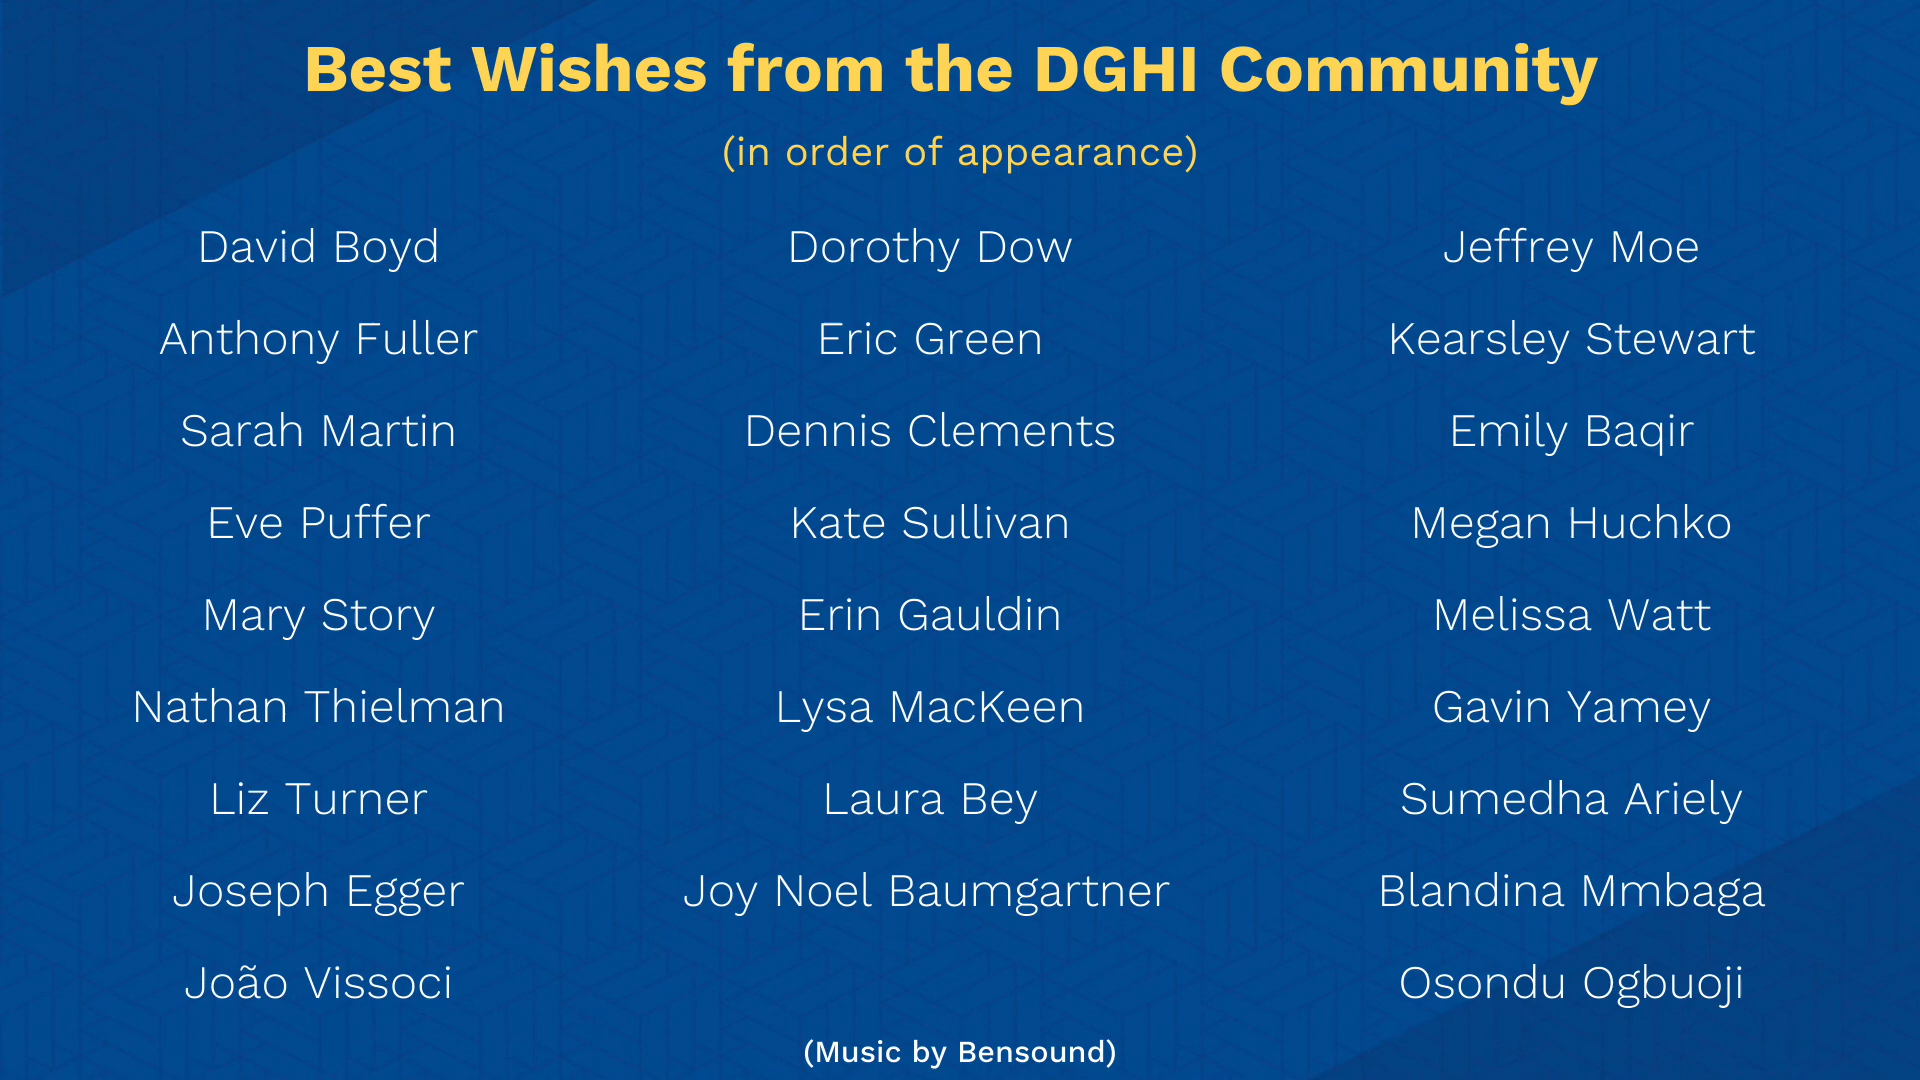 Best Wishes from the DGHI Community
(in order of appearance)
David Boyd
Anthony Fuller
Sarah Martin
Eve Puffer
Mary Story
Nathan Thielman
Liz Turner
Joseph Egger
João Vissoci
Dorothy Dow
Eric Green
Dennis Clements
Kate Sullivan
Erin Gauldin
Lysa MacKeen
Laura Bey
Joy Noel Baumgartner
Jeffrey Moe
Kearsley Stewart
Emily Baqir
Megan Huchko
Melissa Watt
Gavin Yamey
Sumedha Ariely
Blandina Mmbaga
Osondu Ogbuoji
(Music by Bensound)